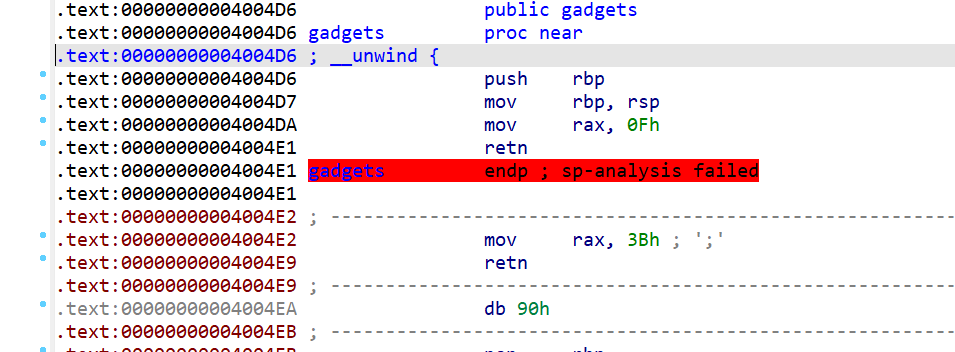 .text:00000000004004D6 public gadgets
.text:00000000004004D6 gadgets proc near
.text:00000000004004D6 ; __unwind {
.text:00000000004004D6 push rbp
.text:00000000004004D7 mov rbp, rsp
.text:00000000004004DA mov rax, 0Fh
.text:00000000004004E1 retn
.text:00000000004004E1 gadgets endp ; sp-analysis failed
.text:00000000004004E1
.text:00000000004004E2 ; ---------------------------------------------------------
.text:00000000004004E2 mov rax, 3Bh ; ';'
.text:00000000004004E9 retn
.text:00000000004004E9 ; ---------------------------------------------------------
.text:00000000004004EA db 90h
.text:00000000004004EB ; ---------------------------------------------------------